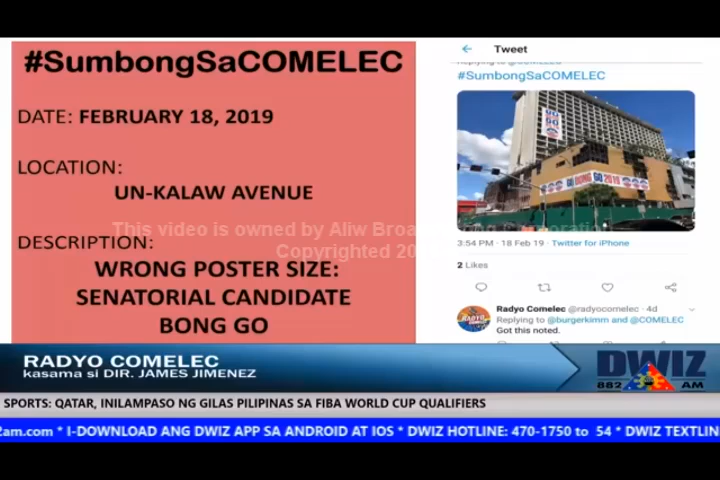 #SumbongSaCOMELEC
DATE: FEBRUARY 18, 2019
LOCATION:
UN-KALAW AVENUE
DESCRIPTION:
WRONG POSTER SIZE:
SENATORIAL CANDIDATE
BONG GO
Tweet
#SumbongSaCOMELEC
GO BONG GO 2019
3:54 PM · 18 Feb 19 · Twitter for iPhone
2 Likes
Radyo Comelec @radyocomelec · 4d
Replying to @burgerkimm and @COMELEC
Got this noted.
This video is owned by Aliw
Copyrighted
RADYO COMELEC
kasama si DIR. JAMES JIMENEZ
DWIZ
882 AM
SPORTS: QATAR, INILAMPASO NG GILAS PILIPINAS SA FIBA WORLD CUP QUALIFIERS
am.com * I-DOWNLOAD ANG DWIZ APP SA ANDROID AT IOS * DWIZ HOTLINE: 470-1750 to 54 * DWIZ TEXTLIN